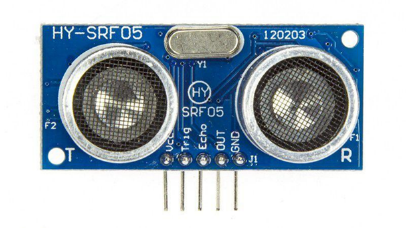 HY-SRF05
120203
Y1
HY
SRF05
F2
F1
T
Vcc
Trig
Echo
OUT
GND
J1
R